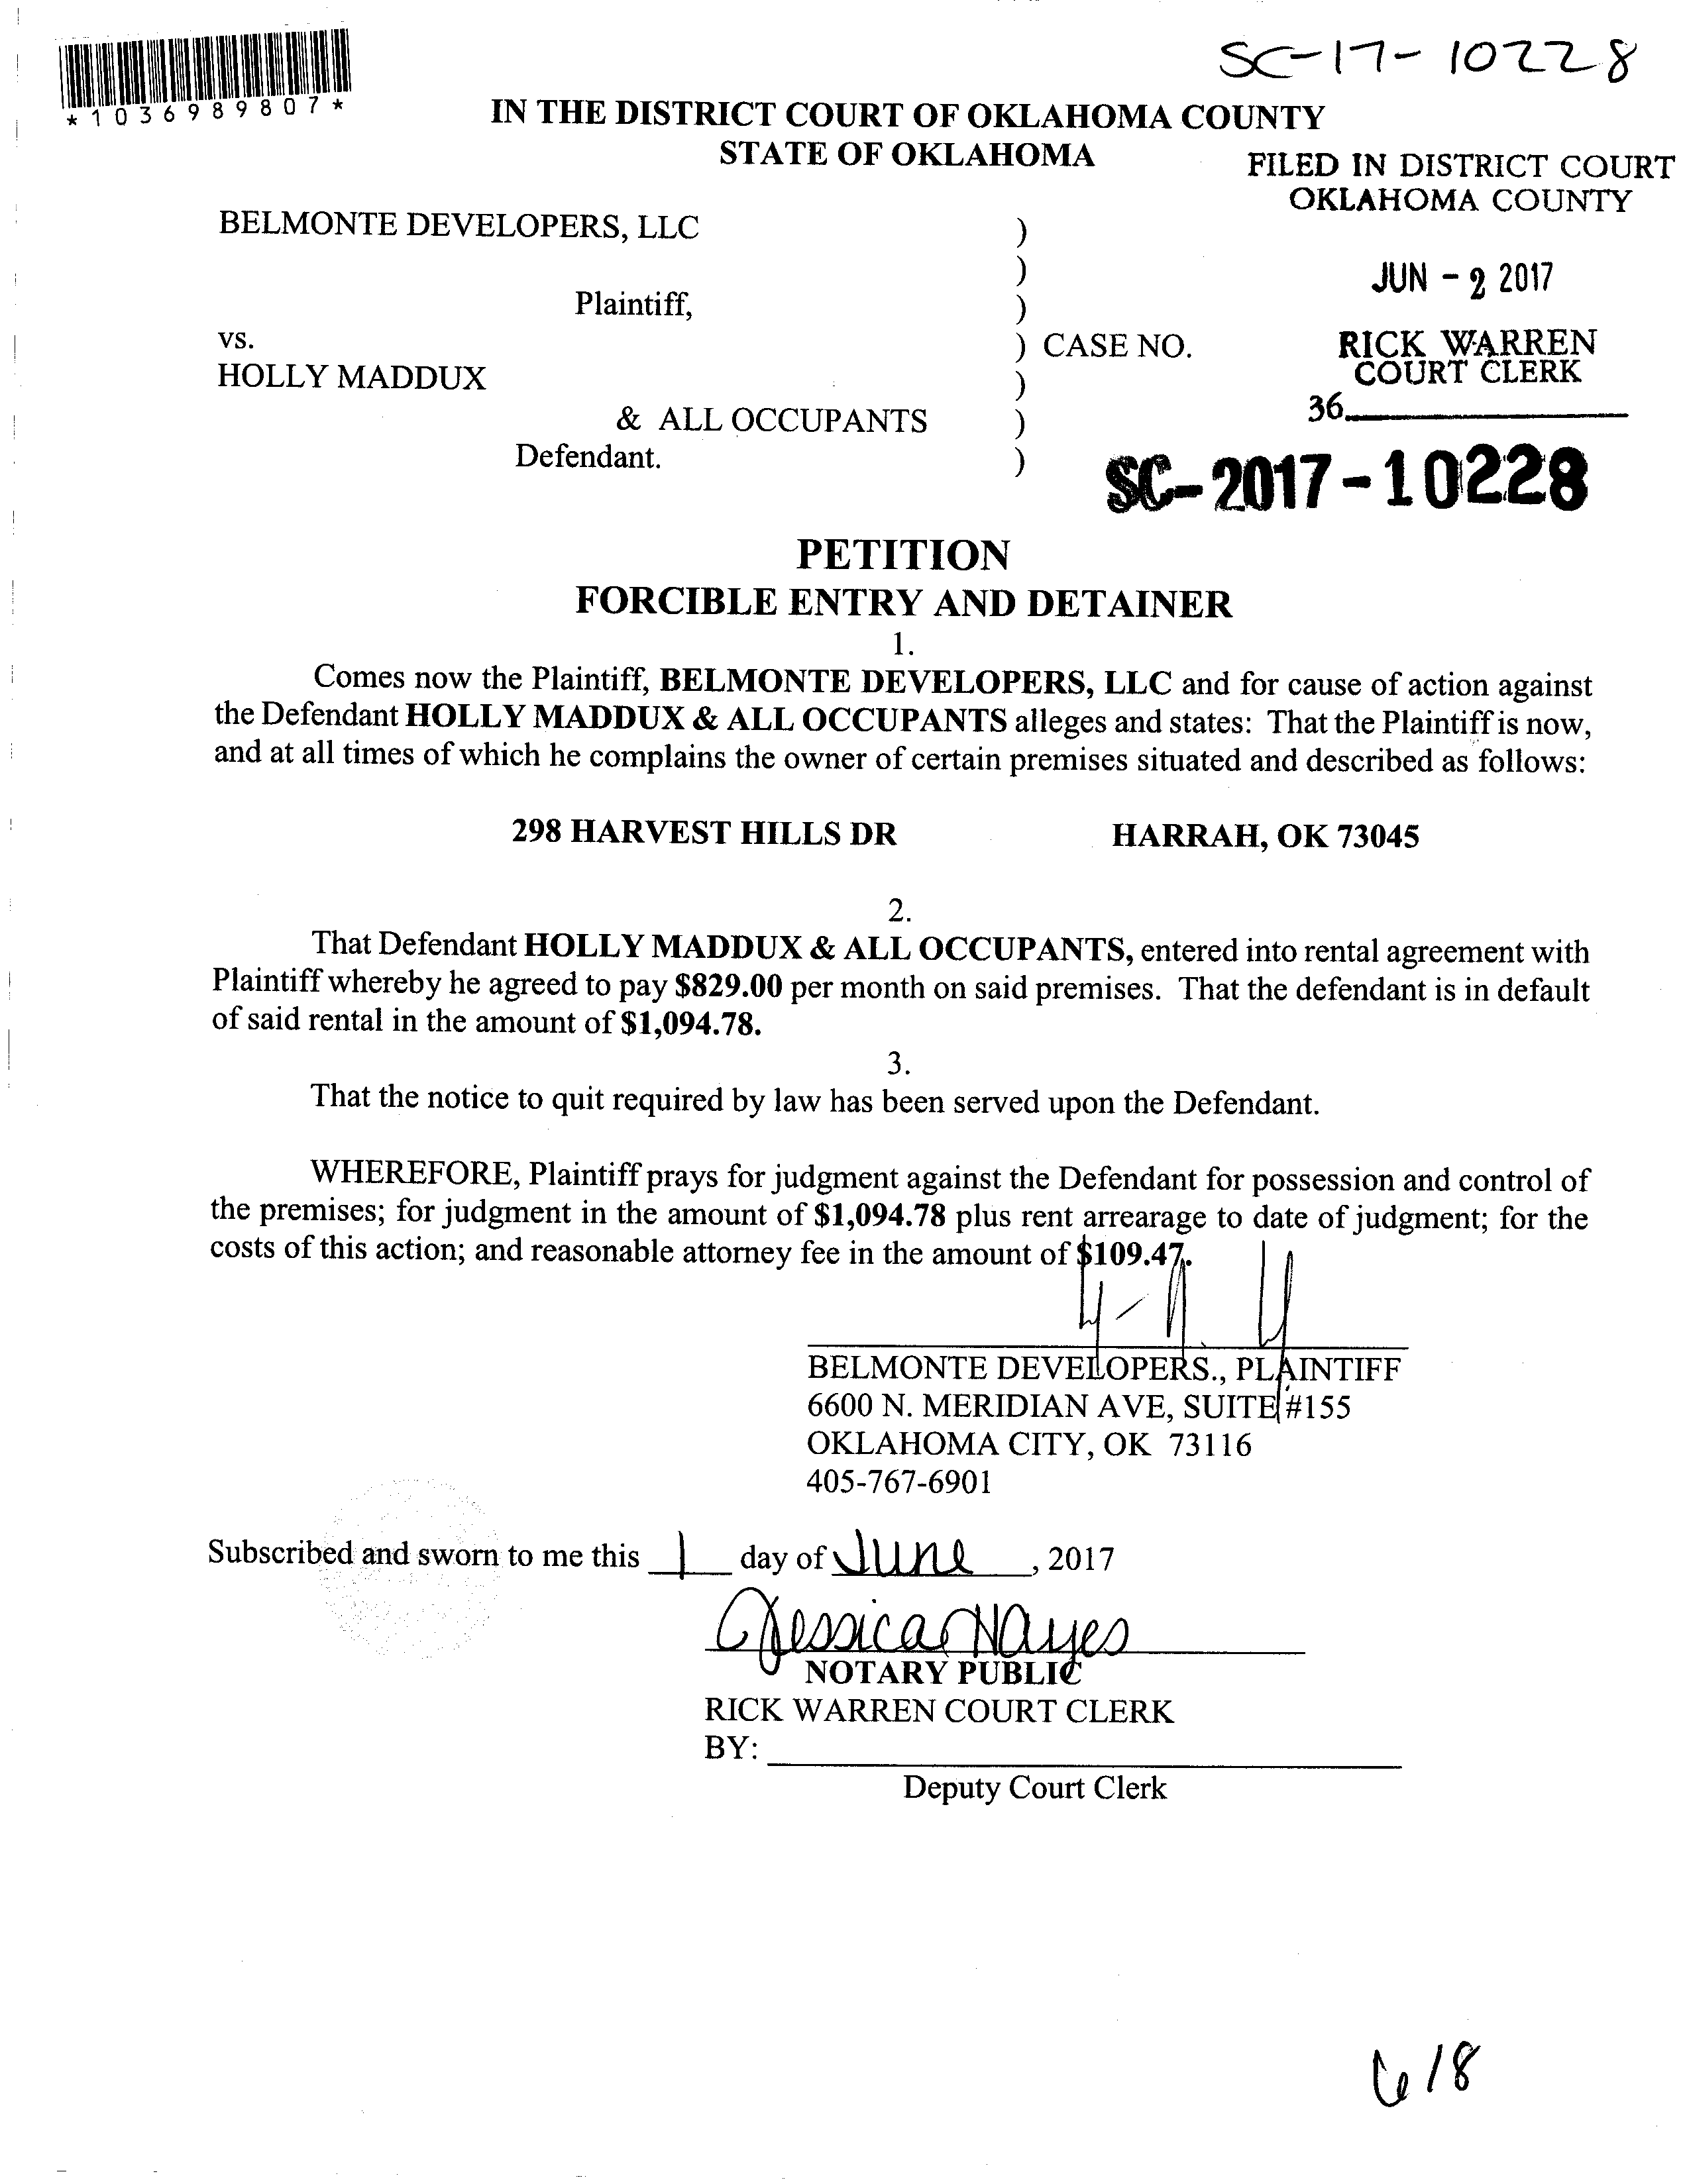 SC-17-10228
*1036989807*
IN THE DISTRICT COURT OF OKLAHOMA COUNTY
STATE OF OKLAHOMA
FILED IN DISTRICT COURT
OKLAHOMA COUNTY
BELMONTE DEVELOPERS, LLC )
)
JUN - 2 2017
Plaintiff, )
vs. ) CASE NO.
RICK WARREN
COURT CLERK
HOLLY MADDUX )
36
& ALL OCCUPANTS )
Defendant. )
SC-2017-10228
PETITION
FORCIBLE ENTRY AND DETAINER
1.
Comes now the Plaintiff, BELMONTE DEVELOPERS, LLC and for cause of action against
the Defendant HOLLY MADDUX & ALL OCCUPANTS alleges and states: That the Plaintiff is now,
and at all times of which he complains the owner of certain premises situated and described as follows:
298 HARVEST HILLS DR HARRAH, OK 73045
2.
That Defendant HOLLY MADDUX & ALL OCCUPANTS, entered into rental agreement with
Plaintiff whereby he agreed to pay $829.00 per month on said premises. That the defendant is in default
of said rental in the amount of $1,094.78.
3.
That the notice to quit required by law has been served upon the Defendant.
WHEREFORE, Plaintiff prays for judgment against the Defendant for possession and control of
the premises; for judgment in the amount of $1,094.78 plus rent arrearage to date of judgment; for the
costs of this action; and reasonable attorney fee in the amount of $109.47.
BELMONTE DEVELOPERS., PLAINTIFF
6600 N. MERIDIAN AVE, SUITE #155
OKLAHOMA CITY, OK 73116
405-767-6901
Subscribed and sworn to me this 1 day of June, 2017
Jessica Hayes
NOTARY PUBLIC
RICK WARREN COURT CLERK
BY:
Deputy Court Clerk
6/8